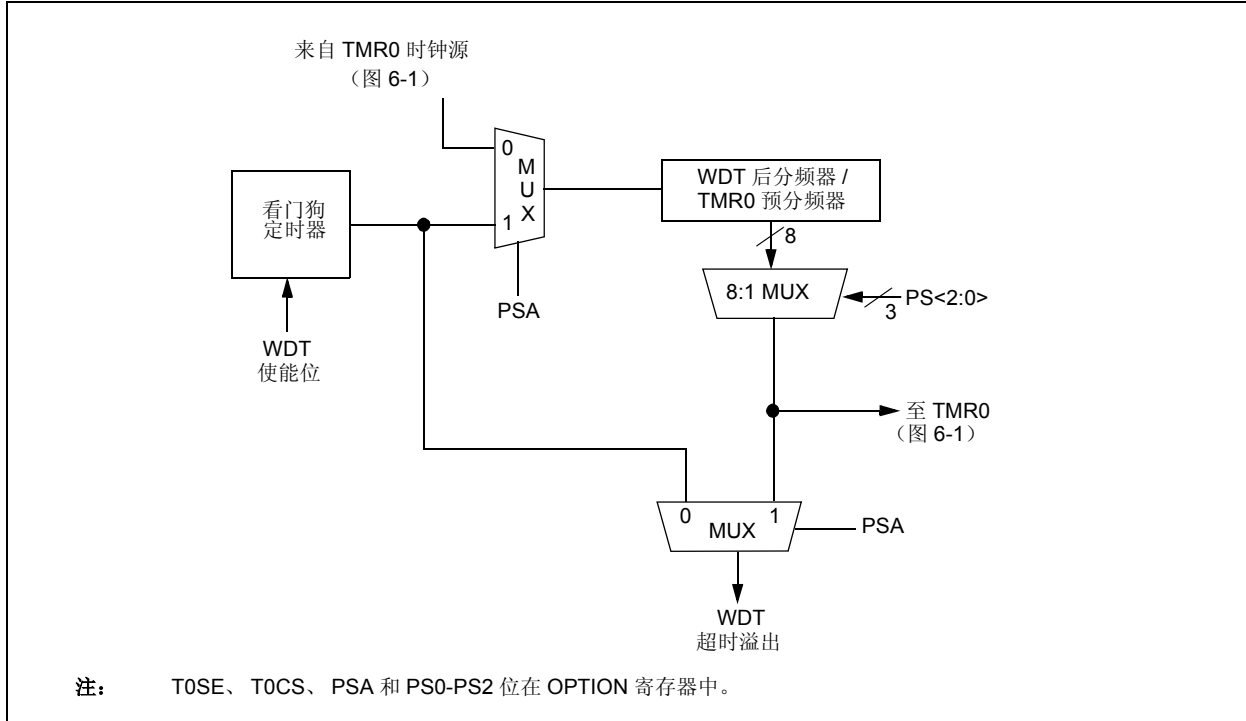 来自 TMR0 时钟源
（图 6-1）
0
M
U
X
1
看门狗
定时器
PSA
WDT
使能位
WDT 后分频器 /
TMR0 预分频器
8
8:1 MUX
PS<2:0>
3
至 TMR0
（图 6-1）
0
1
MUX
PSA
WDT
超时溢出
注： T0SE、 T0CS、 PSA 和 PS0-PS2 位在 OPTION 寄存器中。